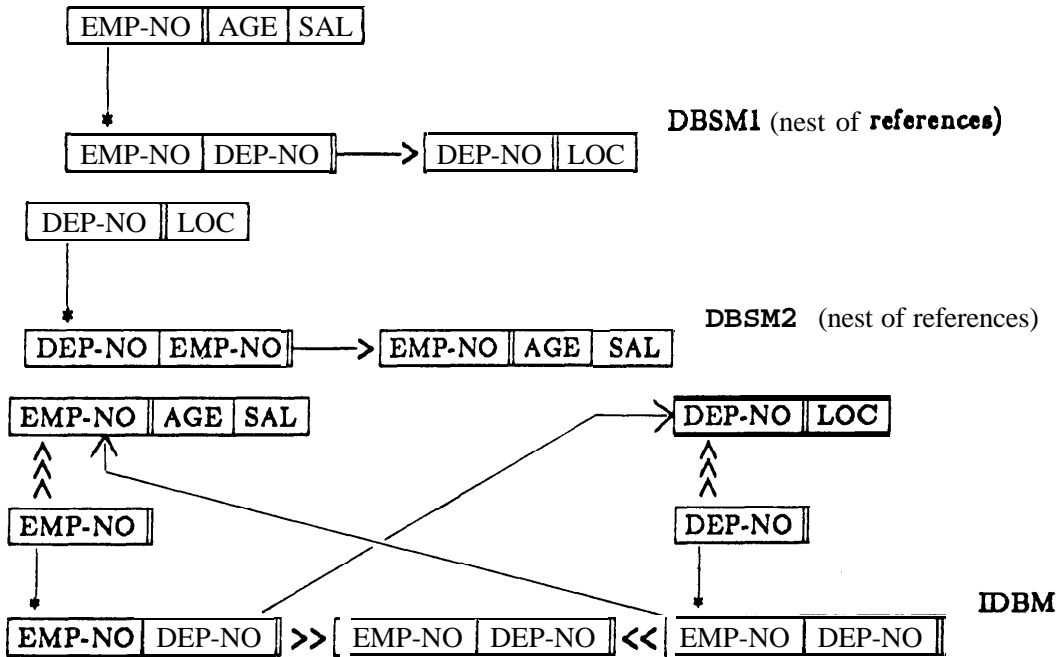 EMP-NO AGE SAL
DBSM1 (nest of references)
EMP-NO DEP-NO DEP-NO LOC
DEP-NO LOC
DBSM2 (nest of references)
DEP-NO EMP-NO EMP-NO AGE SAL
EMP-NO AGE SAL DEP-NO LOC
EMP-NO DEP-NO
IDBM
EMP-NO DEP-NO >> EMP-NO DEP-NO << EMP-NO DEP-NO